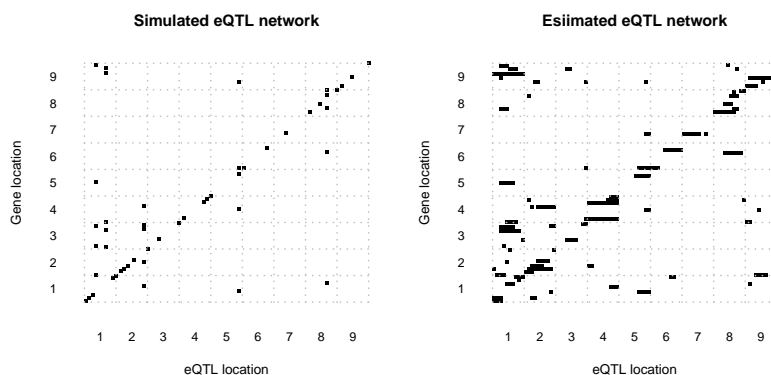 Simulated eQTL network
Gene location
9
8
7
6
5
4
3
2
1
1 2 3 4 5 6 7 8 9
eQTL location
Esiimated eQTL network
Gene location
9
8
7
6
5
4
3
2
1
1 2 3 4 5 6 7 8 9
eQTL location